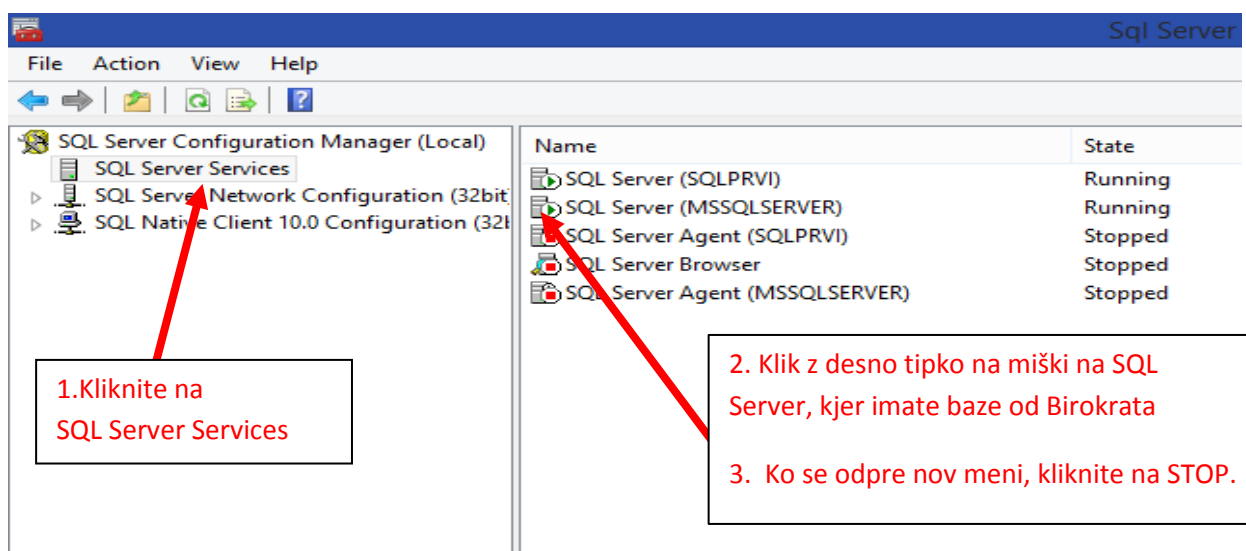 Sql Server
File Action View Help
SQL Server Configuration Manager (Local)
SQL Server Services
SQL Server Network Configuration (32bit
SQL Native Client 10.0 Configuration (32b
Name State
SQL Server (SQLPRVI) Running
SQL Server (MSSQLSERVER) Running
SQL Server Agent (SQLPRVI) Stopped
SQL Server Browser Stopped
SQL Server Agent (MSSQLSERVER) Stopped
1.Kliknite na
SQL Server Services
2. Klik z desno tipko na miški na SQL
Server, kjer imate baze od Birokrata
3. Ko se odpre nov meni, kliknite na STOP.